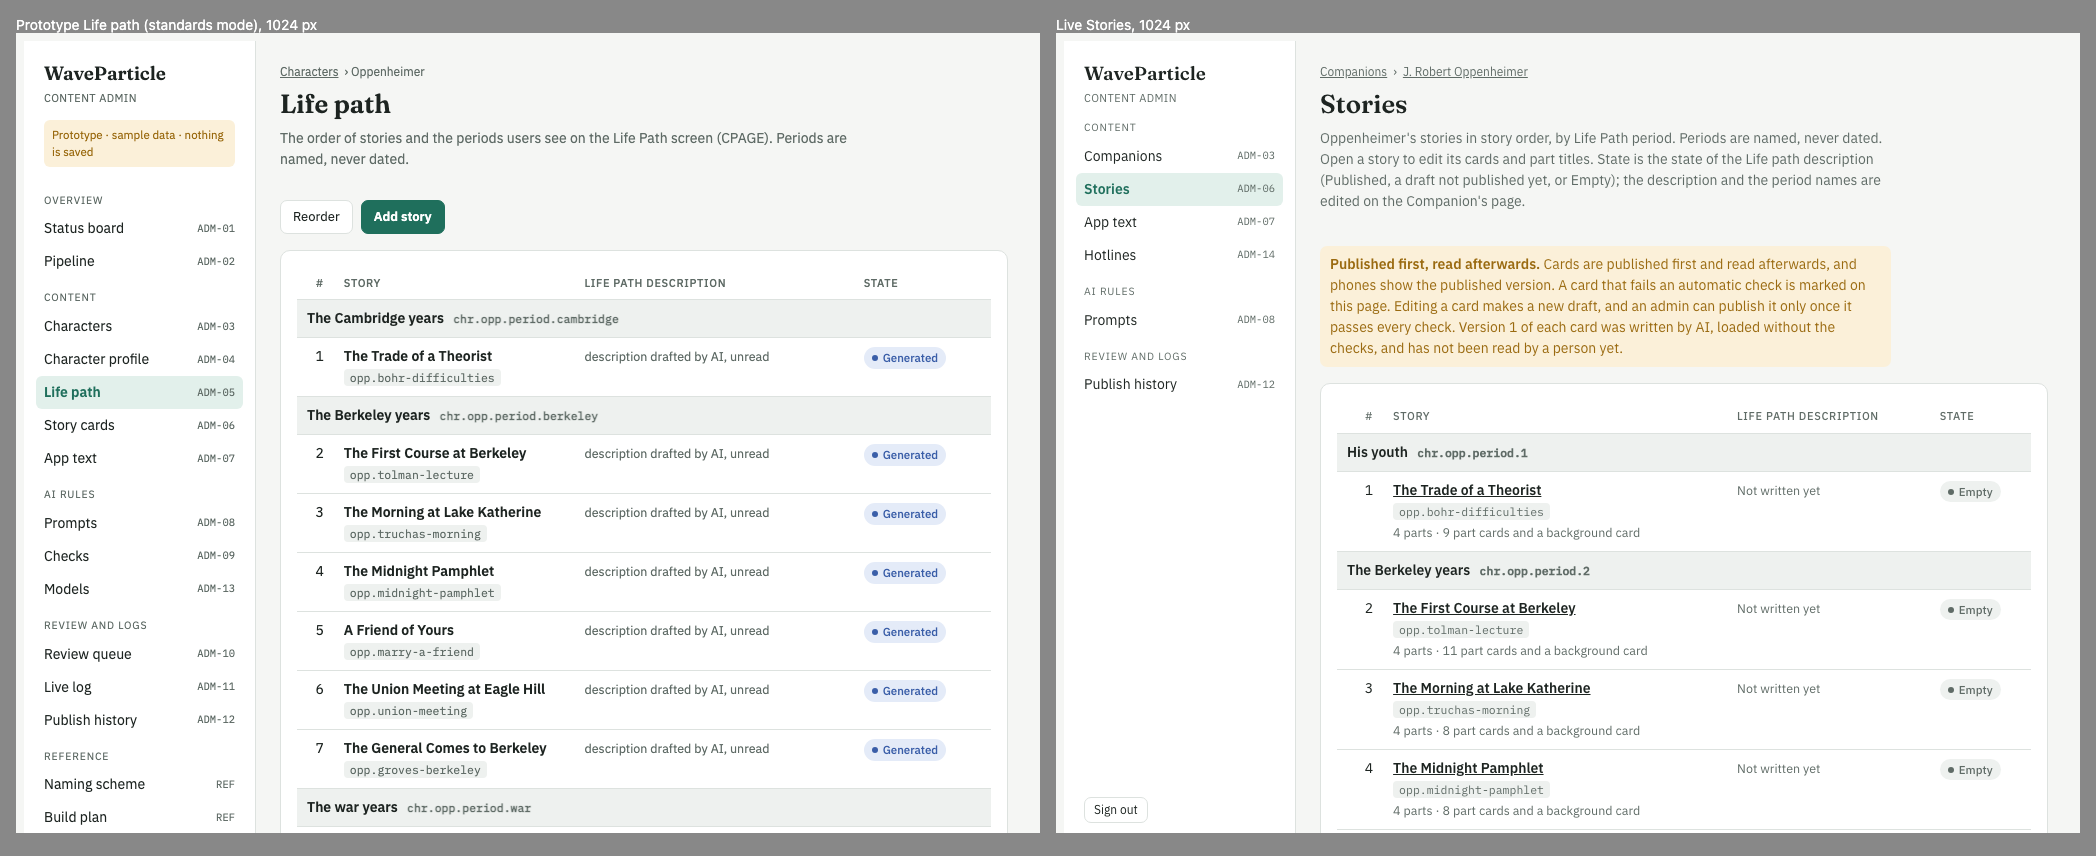 Prototype Life path (standards mode), 1024 px
WaveParticle
CONTENT ADMIN
Prototype · sample data · nothing
is saved
OVERVIEW
Status board ADM-01
Pipeline ADM-02
CONTENT
Characters ADM-03
Character profile ADM-04
Life path ADM-05
Story cards ADM-06
App text ADM-07
AI RULES
Prompts ADM-08
Checks ADM-09
Models ADM-13
REVIEW AND LOGS
Review queue ADM-10
Live log ADM-11
Publish history ADM-12
REFERENCE
Naming scheme REF
Build plan REF
Characters › Oppenheimer
Life path
The order of stories and the periods users see on the Life Path screen (CPAGE). Periods are
named, never dated.
Reorder Add story
# STORY LIFE PATH DESCRIPTION STATE
The Cambridge years chr.opp.period.cambridge
1 The Trade of a Theorist description drafted by AI, unread Generated
opp.bohr-difficulties
The Berkeley years chr.opp.period.berkeley
2 The First Course at Berkeley description drafted by AI, unread Generated
opp.tolman-lecture
3 The Morning at Lake Katherine description drafted by AI, unread Generated
opp.truchas-morning
4 The Midnight Pamphlet description drafted by AI, unread Generated
opp.midnight-pamphlet
5 A Friend of Yours description drafted by AI, unread Generated
opp.marry-a-friend
6 The Union Meeting at Eagle Hill description drafted by AI, unread Generated
opp.union-meeting
7 The General Comes to Berkeley description drafted by AI, unread Generated
opp.groves-berkeley
The war years chr.opp.period.war
Live Stories, 1024 px
WaveParticle
CONTENT ADMIN
CONTENT
Companions ADM-03
Stories ADM-06
App text ADM-07
Hotlines ADM-14
AI RULES
Prompts ADM-08
REVIEW AND LOGS
Publish history ADM-12
Sign out
Companions › J. Robert Oppenheimer
Stories
Oppenheimer's stories in story order, by Life Path period. Periods are named, never dated.
Open a story to edit its cards and part titles. State is the state of the Life path description
(Published, a draft not published yet, or Empty); the description and the period names are
edited on the Companion's page.
Published first, read afterwards. Cards are published first and read afterwards, and
phones show the published version. A card that fails an automatic check is marked on
this page. Editing a card makes a new draft, and an admin can publish it only once it
passes every check. Version 1 of each card was written by AI, loaded without the
checks, and has not been read by a person yet.
# STORY LIFE PATH DESCRIPTION STATE
His youth chr.opp.period.1
1 The Trade of a Theorist Not written yet Empty
opp.bohr-difficulties
4 parts · 9 part cards and a background card
The Berkeley years chr.opp.period.2
2 The First Course at Berkeley Not written yet Empty
opp.tolman-lecture
4 parts · 11 part cards and a background card
3 The Morning at Lake Katherine Not written yet Empty
opp.truchas-morning
4 parts · 8 part cards and a background card
4 The Midnight Pamphlet Not written yet Empty
opp.midnight-pamphlet
4 parts · 8 part cards and a background card